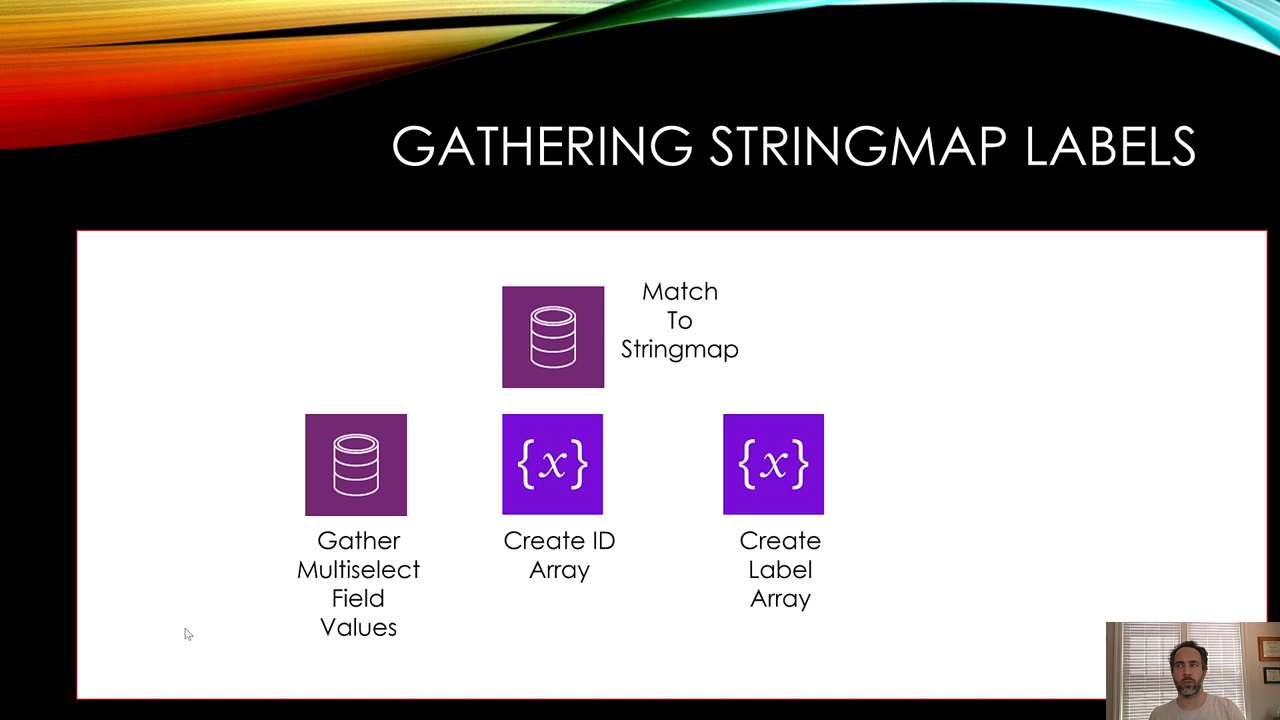 GATHERING STRINGMAP LABELS
Match
To
Stringmap
{x}
{x}
Gather
Multiselect
Field
Values
Create ID
Array
Create
Label
Array